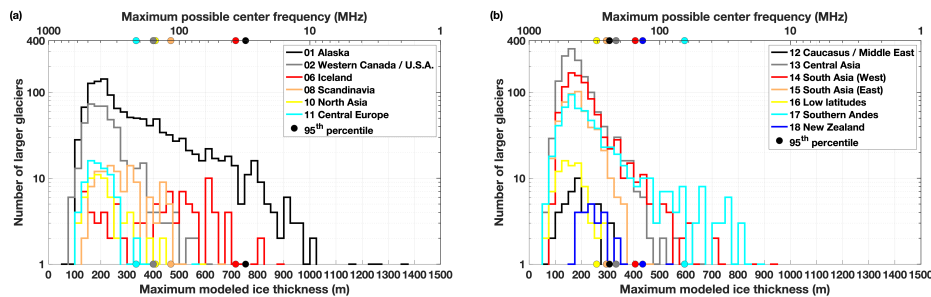 (a)
Maximum possible center frequency (MHz)
1000 100 10 1
400
100
10
1
Number of larger glaciers
01 Alaska
02 Western Canada / U.S.A.
06 Iceland
08 Scandinavia
10 North Asia
11 Central Europe
95th percentile
0 100 200 300 400 500 600 700 800 900 1000 1100 1200 1300 1400 1500
Maximum modeled ice thickness (m)
(b)
Maximum possible center frequency (MHz)
1000 100 10 1
400
100
10
1
Number of larger glaciers
12 Caucasus / Middle East
13 Central Asia
14 South Asia (West)
15 South Asia (East)
16 Low latitudes
17 Southern Andes
18 New Zealand
95th percentile
0 100 200 300 400 500 600 700 800 900 1000 1100 1200 1300 1400 1500
Maximum modeled ice thickness (m)